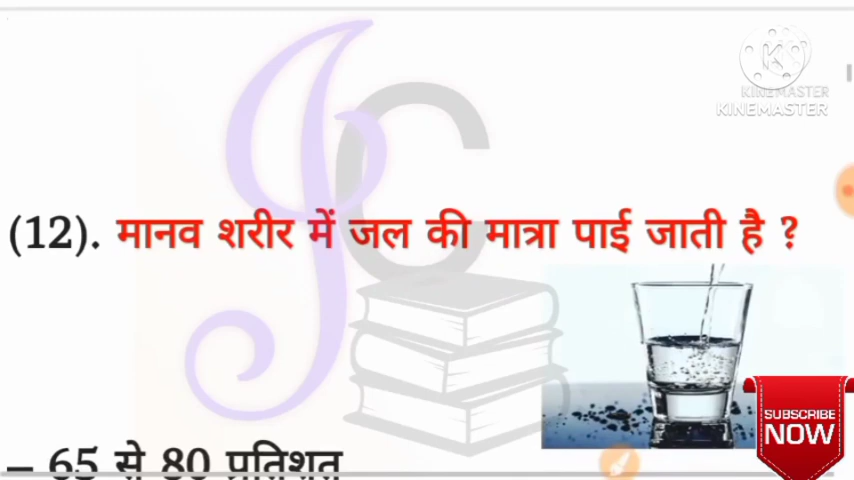 KINEMASTER
KINEMASTER
(12). मानव शरीर में जल की मात्रा पाई जाती है ?
SUBSCRIBE
NOW
– 65 से 80 प्रतिशत